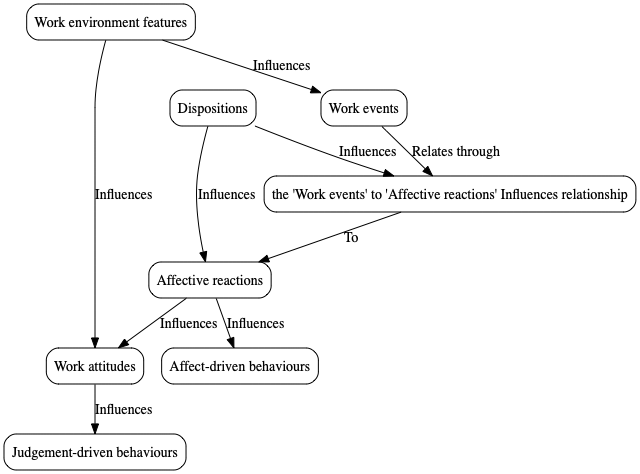 Work environment features
Influences
Dispositions
Work events
Influences
Relates through
Influences
Influences
the 'Work events' to 'Affective reactions' Influences relationship
To
Affective reactions
Influences
Influences
Work attitudes
Affect-driven behaviours
Influences
Judgement-driven behaviours